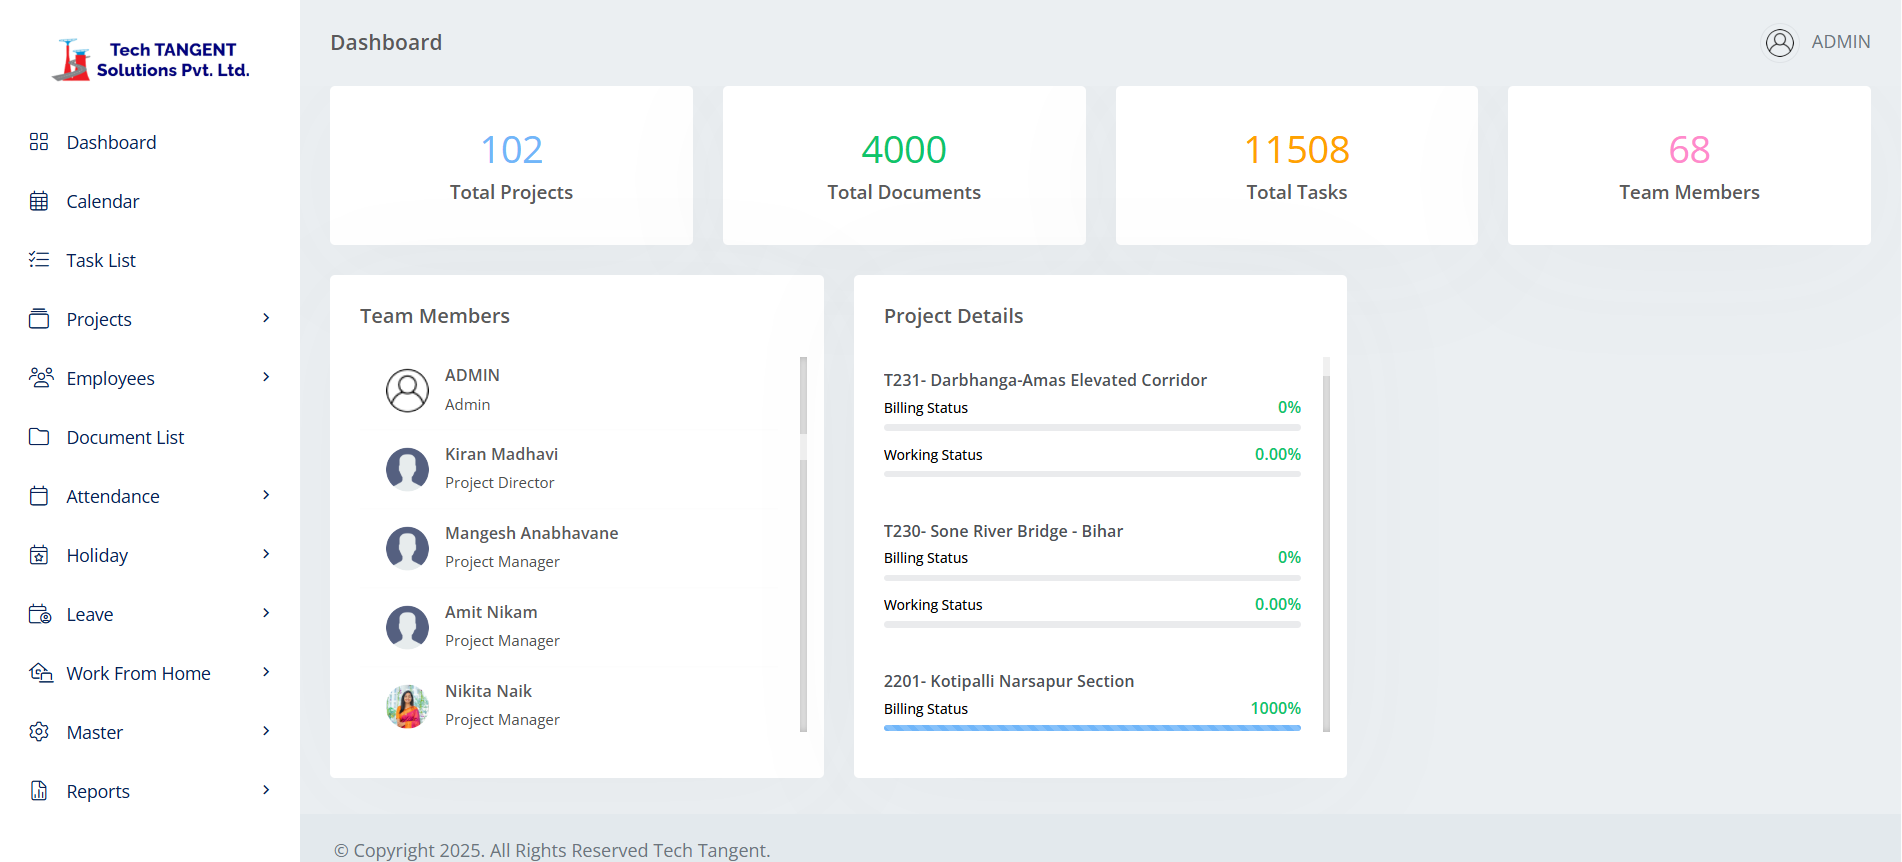 Tech TANGENT
Solutions Pvt. Ltd.
Dashboard
Calendar
Task List
Projects
Employees
Document List
Attendance
Holiday
Leave
Work From Home
Master
Reports
Dashboard
ADMIN
102
Total Projects
4000
Total Documents
11508
Total Tasks
68
Team Members
Team Members
ADMIN
Admin
Kiran Madhavi
Project Director
Mangesh Anabhavane
Project Manager
Amit Nikam
Project Manager
Nikita Naik
Project Manager
Project Details
T231- Darbhanga-Amas Elevated Corridor
Billing Status 0%
Working Status 0.00%
T230- Sone River Bridge - Bihar
Billing Status 0%
Working Status 0.00%
2201- Kotipalli Narsapur Section
Billing Status 1000%
© Copyright 2025. All Rights Reserved Tech Tangent.